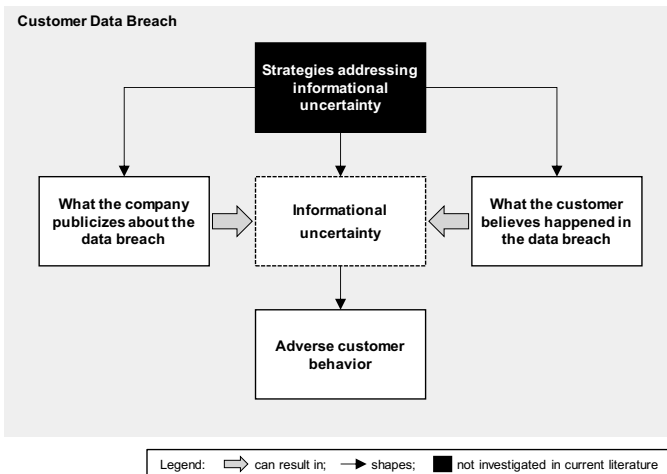 Customer Data Breach
Strategies addressing
informational
uncertainty
What the company
publicizes about the
data breach
Informational
uncertainty
What the customer
believes happened in
the data breach
Adverse customer
behavior
Legend: can result in; shapes; not investigated in current literature